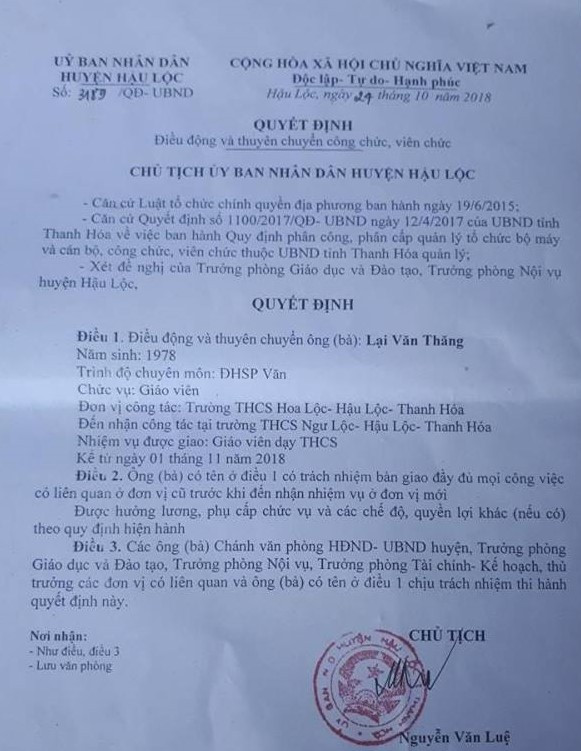 UỶ BAN NHÂN DÂN
HUYỆN HẬU LỘC
Số: 3189 /QĐ- UBND
CỘNG HÒA XÃ HỘI CHỦ NGHĨA VIỆT NAM
Độc lập- Tự do- Hạnh phúc
Hậu Lộc, ngày 29 tháng 10 năm 2018
QUYẾT ĐỊNH
Điều động và thuyên chuyển công chức, viên chức
CHỦ TỊCH ỦY BAN NHÂN DÂN HUYỆN HẬU LỘC
- Căn cứ Luật tổ chức chính quyền địa phương ban hành ngày 19/6/2015;
- Căn cứ Quyết định số 1100/2017/QĐ- UBND ngày 12/4/2017 của UBND tỉnh
Thanh Hóa về việc ban hành Quy định phân công, phân cấp quản lý tổ chức bộ máy
và cán bộ, công chức, viên chức thuộc UBND tỉnh Thanh Hóa quản lý;
- Xét đề nghị của Trưởng phòng Giáo dục và Đào tạo, Trưởng phòng Nội vụ
huyện Hậu Lộc,
QUYẾT ĐỊNH
Điều 1. Điều động và thuyên chuyển ông (bà): Lại Văn Thăng
Năm sinh: 1978
Trình độ chuyên môn: ĐHSP Văn
Chức vụ: Giáo viên
Đơn vị công tác: Trường THCS Hoa Lộc- Hậu Lộc- Thanh Hóa
Đến nhận công tác tại trường THCS Ngư Lộc- Hậu Lộc- Thanh Hóa
Nhiệm vụ được giao: Giáo viên dạy THCS
Kể từ ngày 01 tháng 11 năm 2018
Điều 2. Ông (bà) có tên ở điều 1 có trách nhiệm bàn giao đầy đủ mọi công việc
có liên quan ở đơn vị cũ trước khi đến nhận nhiệm vụ ở đơn vị mới
Được hưởng lương, phụ cấp chức vụ và các chế độ, quyền lợi khác (nếu có)
theo quy định hiện hành
Điều 3. Các ông (bà) Chánh văn phòng HĐND- UBND huyện, Trưởng phòng
Giáo dục và Đào tạo, Trưởng phòng Nội vụ, Trưởng phòng Tài chính- Kế hoạch, thủ
trưởng các đơn vị có liên quan và ông (bà) có tên ở điều 1 chịu trách nhiệm thi hành
quyết định này.
Nơi nhận:
- Như điều, điều 3
- Lưu văn phòng
CHỦ TỊCH
Nguyễn Văn Luệ